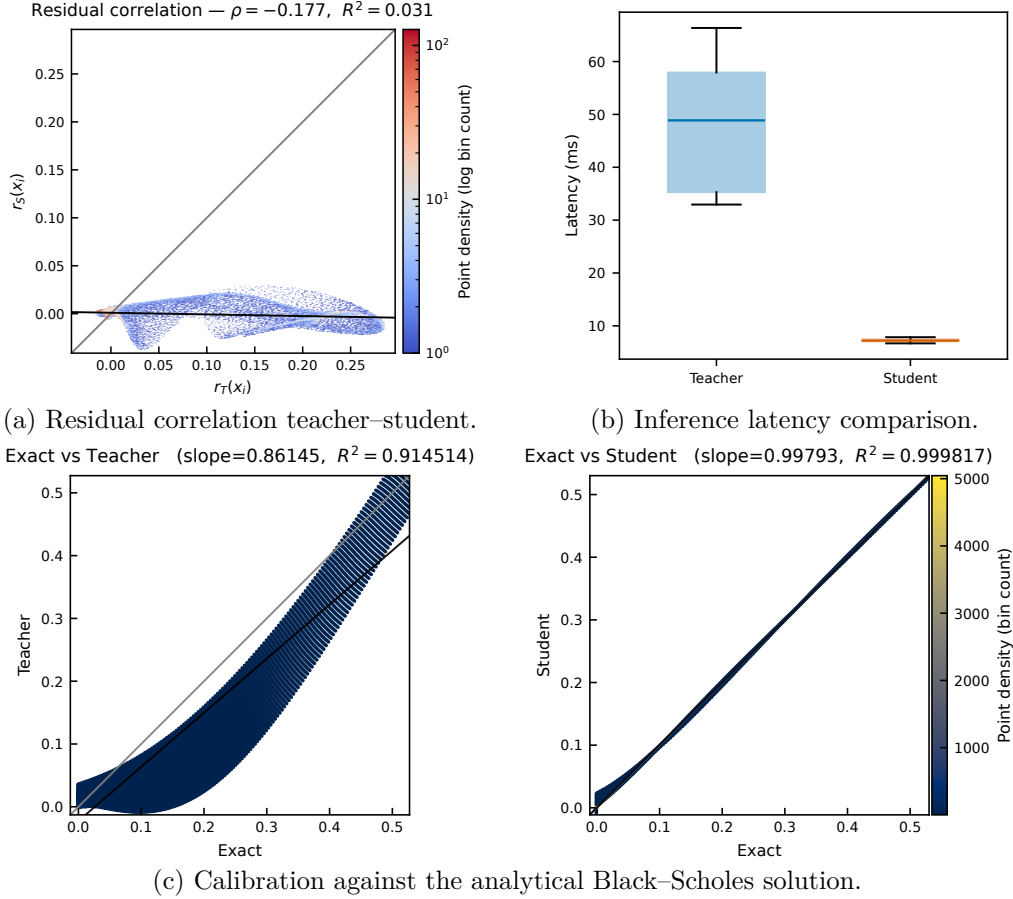 Residual correlation — ρ = −0.177, R² = 0.031
0.25
0.20
0.15
0.10
0.05
0.00
r_S(x_i)
0.00 0.05 0.10 0.15 0.20 0.25
r_T(x_i)
10²
10¹
10⁰
Point density (log bin count)
60
50
40
30
20
10
Latency (ms)
Teacher Student
(a) Residual correlation teacher–student.
(b) Inference latency comparison.
Exact vs Teacher (slope=0.86145, R² = 0.914514)
0.5
0.4
0.3
0.2
0.1
0.0
Teacher
0.0 0.1 0.2 0.3 0.4 0.5
Exact
Exact vs Student (slope=0.99793, R² = 0.999817)
0.5
0.4
0.3
0.2
0.1
0.0
Student
0.0 0.1 0.2 0.3 0.4 0.5
Exact
5000
4000
3000
2000
1000
Point density (bin count)
(c) Calibration against the analytical Black–Scholes solution.